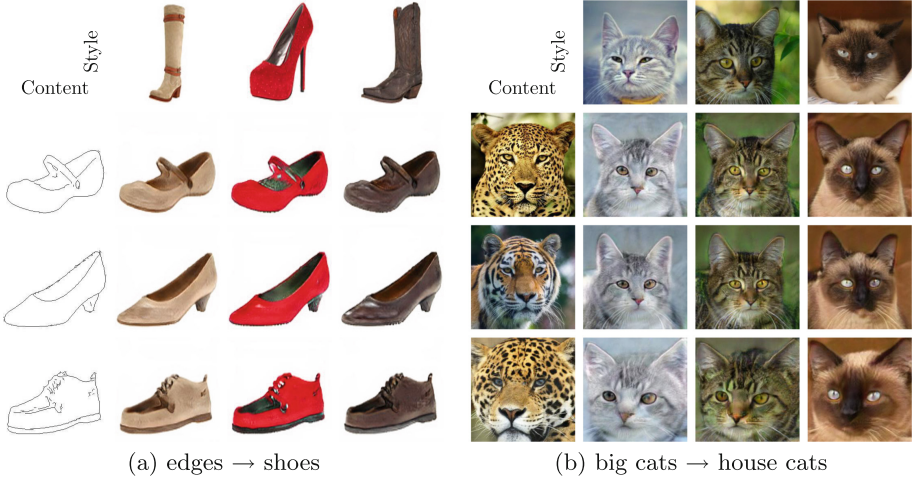 Style
Content
Style
Content
(a) edges → shoes
(b) big cats → house cats